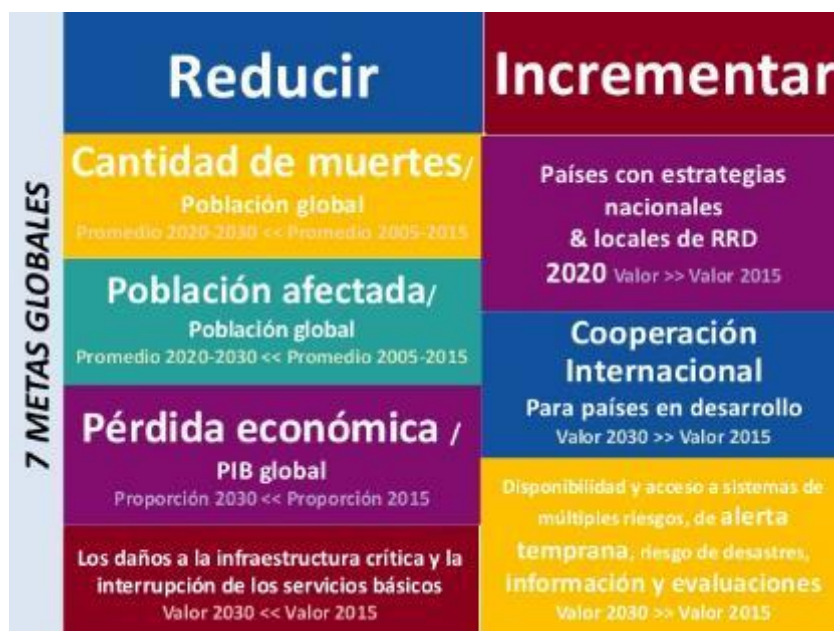 7 METAS GLOBALES
Reducir
Cantidad de muertes/
Población global
Promedio 2020-2030 << Promedio 2005-2015
Población afectada/
Población global
Promedio 2020-2030 << Promedio 2005-2015
Pérdida económica /
PIB global
Proporción 2030 << Proporción 2015
Los daños a la infraestructura crítica y la
interrupción de los servicios básicos
Valor 2030 << Valor 2015
Incrementar
Países con estrategias
nacionales
& locales de RRD
2020 Valor >> Valor 2015
Cooperación
Internacional
Para países en desarrollo
Valor 2030 >> Valor 2015
Disponibilidad y acceso a sistemas de
múltiples riesgos, de alerta
temprana, riesgo de desastres,
información y evaluaciones
Valor 2030 >> Valor 2015